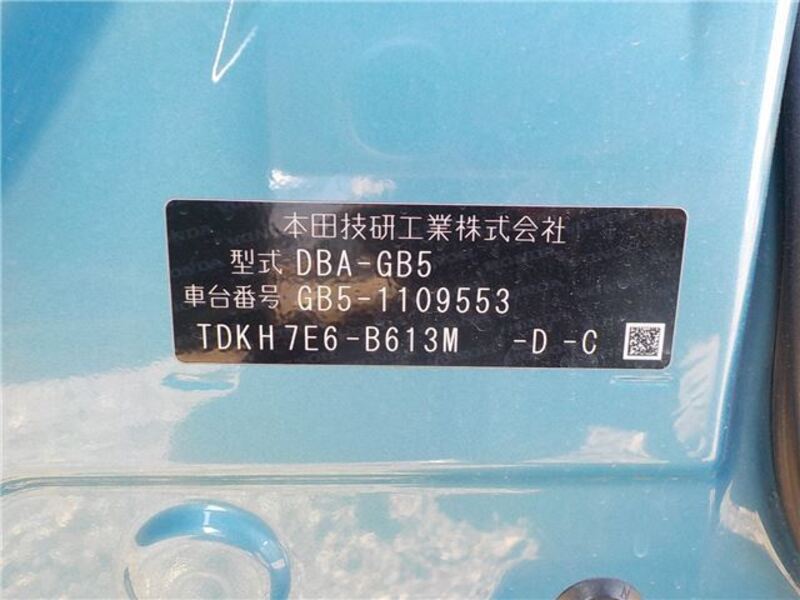 本田技研工業株式会社
型式 DBA-GB5
車台番号 GB5-1109553
TDKH7E6-B613M -D -C